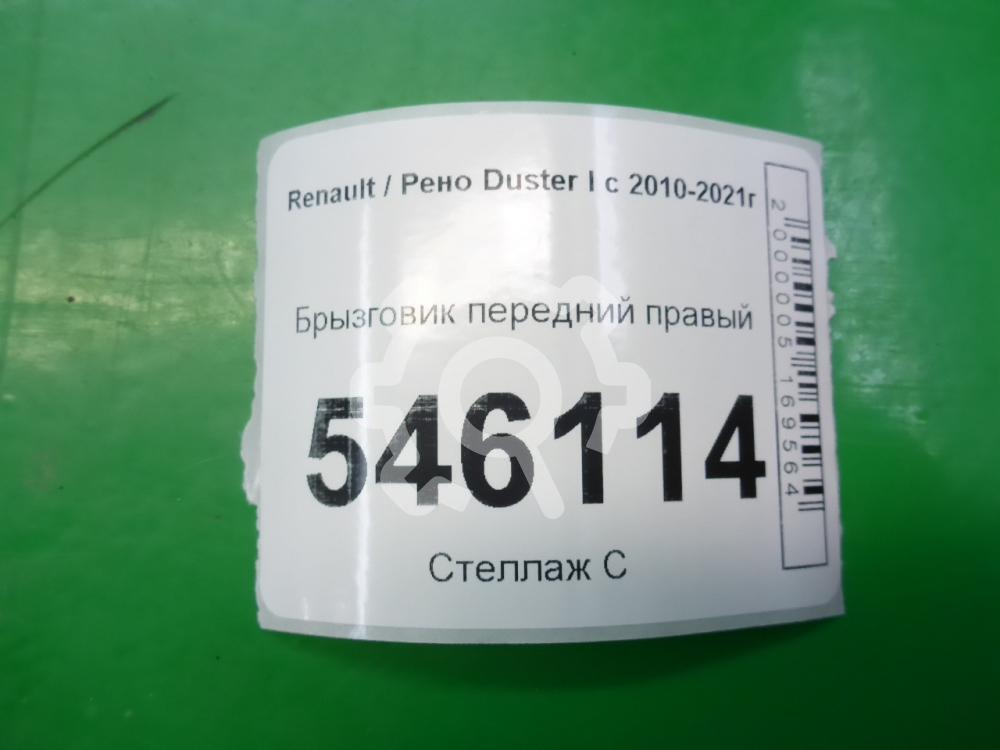 Renault / Рено Duster I с 2010-2021г
Брызговик передний правый
546114
Стеллаж С
2000005169564